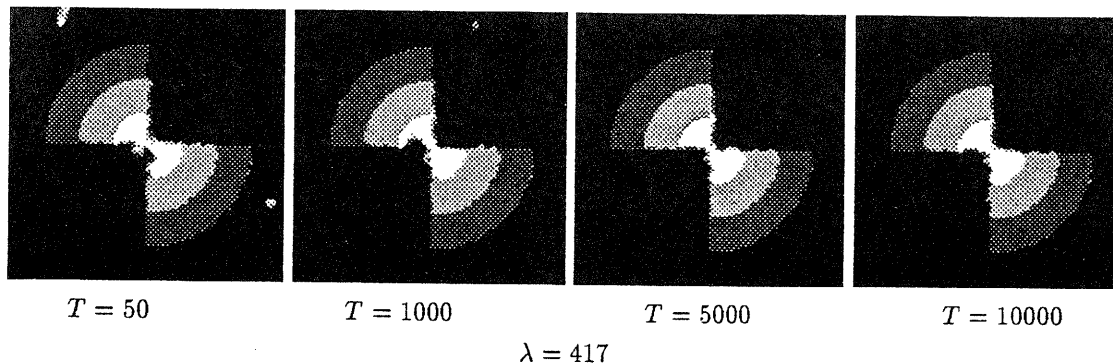 T = 50
T = 1000
T = 5000
T = 10000
λ = 417